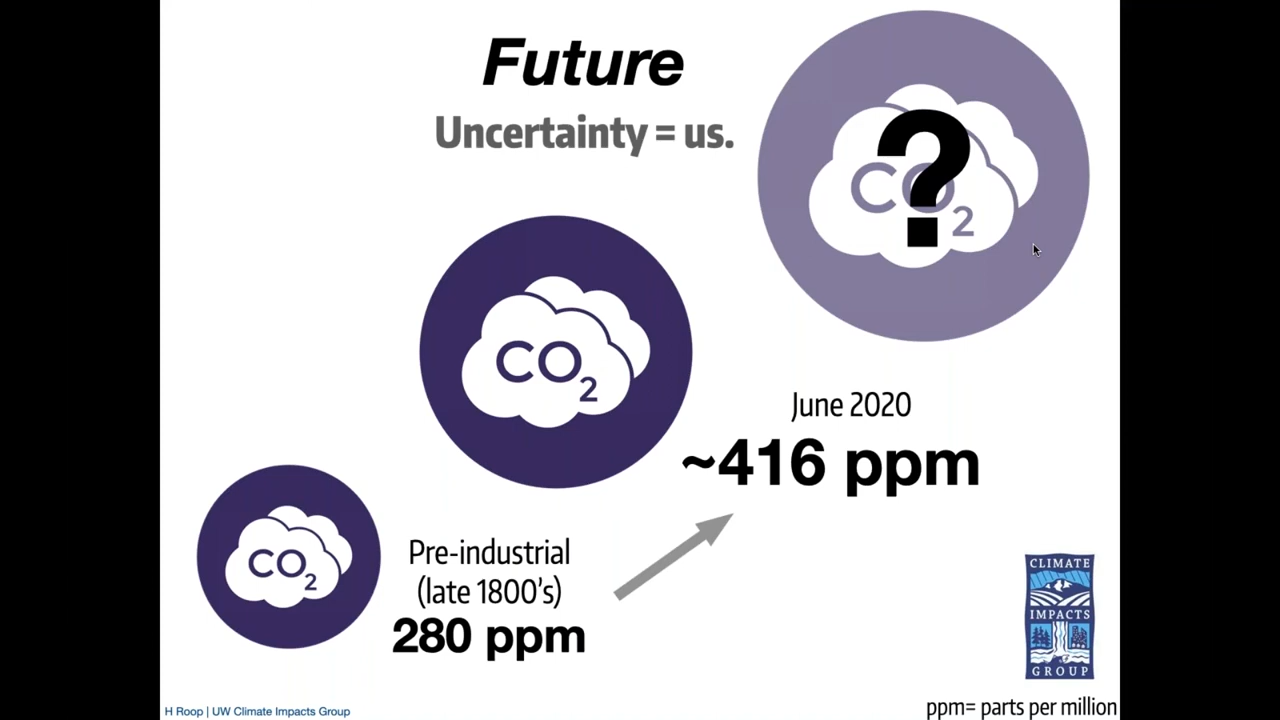 Future
Uncertainty = us.
CO2
?
CO2
June 2020
~416 ppm
CO2
Pre-industrial
(late 1800's)
280 ppm
CLIMATE
IMPACTS
GROUP
H Roop | UW Climate Impacts Group
ppm= parts per million